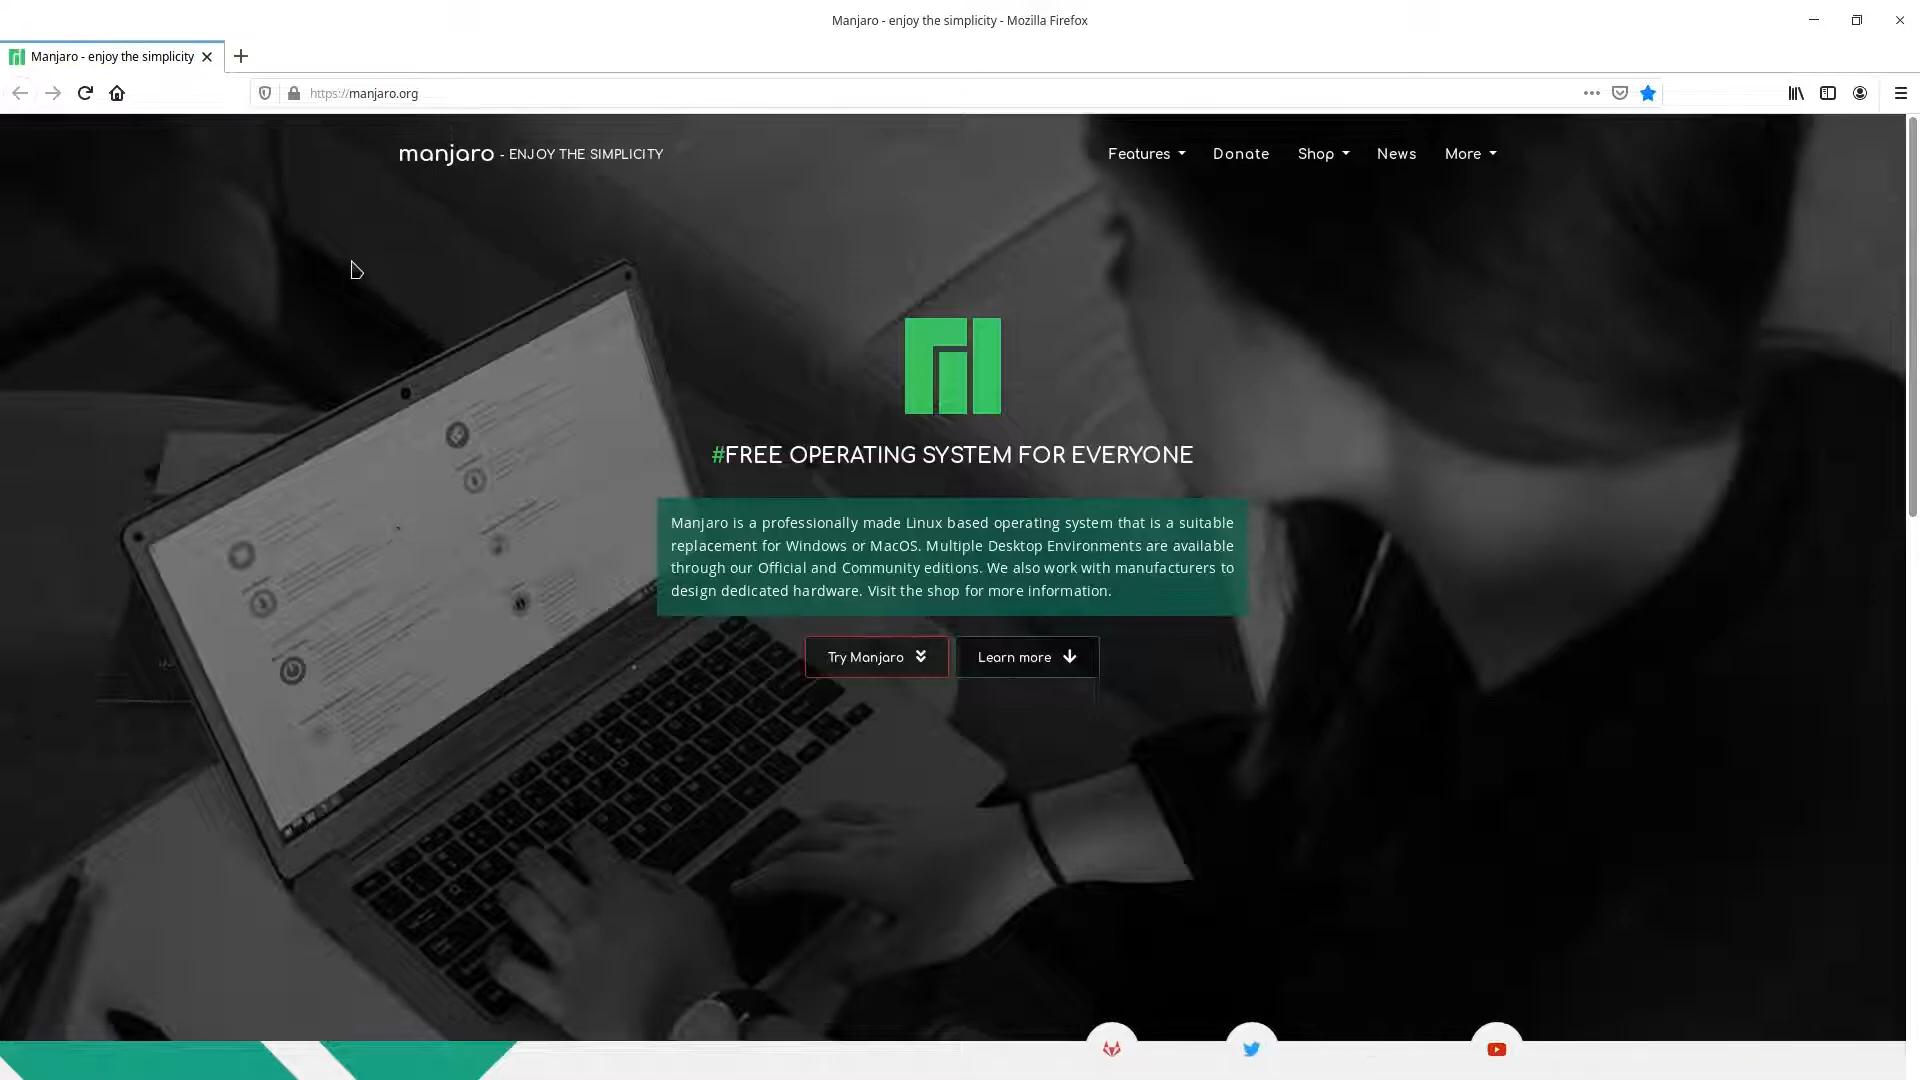 Manjaro - enjoy the simplicity - Mozilla Firefox
Manjaro - enjoy the simplicity
https://manjaro.org
manjaro - ENJOY THE SIMPLICITY
Features
Donate
Shop
News
More
#FREE OPERATING SYSTEM FOR EVERYONE
Manjaro is a professionally made Linux based operating system that is a suitable
replacement for Windows or MacOS. Multiple Desktop Environments are available
through our Official and Community editions. We also work with manufacturers to
design dedicated hardware. Visit the shop for more information.
Try Manjaro
Learn more